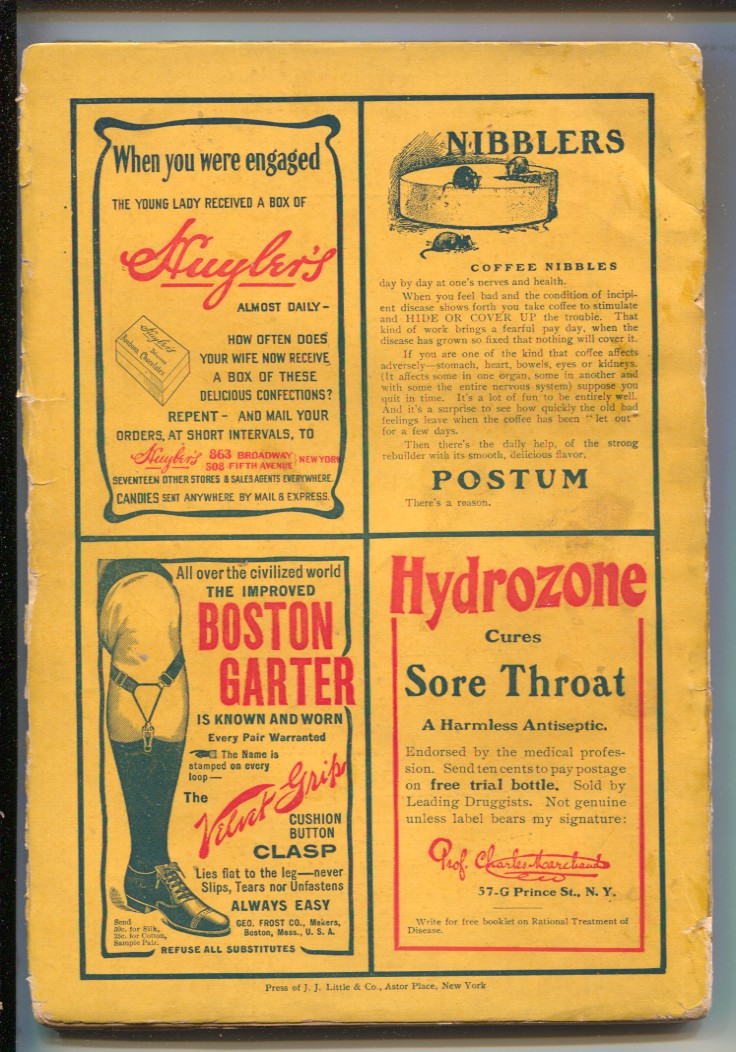 When you were engaged
THE YOUNG LADY RECEIVED A BOX OF
Huyler's
ALMOST DAILY-
Huyler's
Bonbons Chocolates
HOW OFTEN DOES
YOUR WIFE NOW RECEIVE
A BOX OF THESE
DELICIOUS CONFECTIONS?
REPENT- AND MAIL YOUR
ORDERS, AT SHORT INTERVALS, TO
Huyler's 863 BROADWAY
508 FIFTH AVENUE NEW YORK
SEVENTEEN OTHER STORES & SALES AGENTS EVERYWHERE.
CANDIES SENT ANYWHERE BY MAIL & EXPRESS.
NIBBLERS
COFFEE NIBBLES
day by day at one's nerves and health.
When you feel bad and the condition of incipi-
ent disease shows forth you take coffee to stimulate
and HIDE OR COVER UP the trouble. That
kind of work brings a fearful pay day, when the
disease has grown so fixed that nothing will cover it.
If you are one of the kind that coffee affects
adversely—stomach, heart, bowels, eyes or kidneys.
(It affects some in one organ, some in another and
with some the entire nervous system) suppose you
quit in time. It's a lot of fun to be entirely well.
And it's a surprise to see how quickly the old bad
feelings leave when the coffee has been "let out"
for a few days.
Then there's the daily help, of the strong
rebuilder with its smooth, delicious flavor,
POSTUM
There's a reason.
All over the civilized world
THE IMPROVED
BOSTON
GARTER
IS KNOWN AND WORN
Every Pair Warranted
The Name is
stamped on every
loop—
The
Velvet Grip
CUSHION
BUTTON
CLASP
Lies flat to the leg—never
Slips, Tears nor Unfastens
ALWAYS EASY
Send
50c. for Silk,
25c. for Cotton,
Sample Pair.
GEO. FROST CO., Makers,
Boston, Mass., U. S. A.
REFUSE ALL SUBSTITUTES
Hydrozone
Cures
Sore Throat
A Harmless Antiseptic.
Endorsed by the medical profes-
sion. Send ten cents to pay postage
on free trial bottle. Sold by
Leading Druggists. Not genuine
unless label bears my signature:
Prof. Charles Marchand
57-G Prince St., N. Y.
Write for free booklet on Rational Treatment of
Disease.
Press of J. J. Little & Co., Astor Place, New York